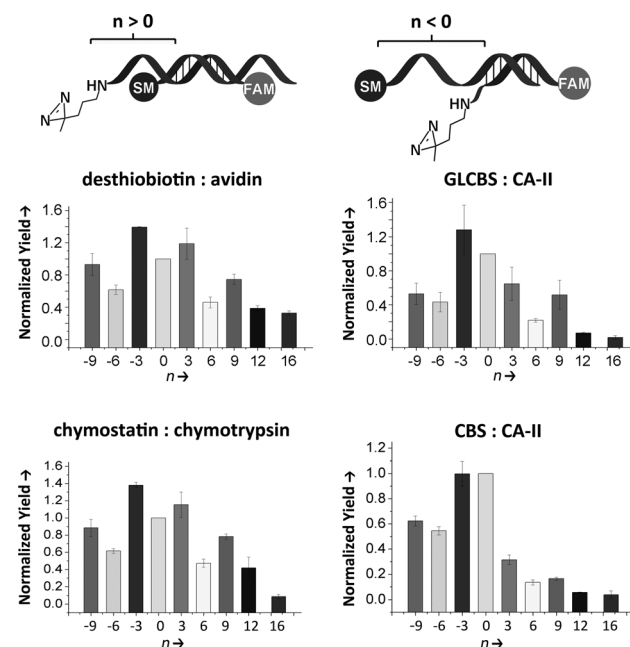 n > 0
n < 0
HN
SM
FAM
N
N
SM
FAM
HN
N
N
desthiobiotin : avidin
GLCBS : CA-II
Normalized Yield →
1.6
1.2
0.8
0.4
0.0
-9 -6 -3 0 3 6 9 12 16
n →
Normalized Yield →
1.6
1.2
0.8
0.4
0.0
-9 -6 -3 0 3 6 9 12 16
n →
chymostatin : chymotrypsin
CBS : CA-II
Normalized Yield →
1.6
1.4
1.2
1.0
0.8
0.6
0.4
0.2
0.0
-9 -6 -3 0 3 6 9 12 16
n →
Normalized Yield →
1.2
1.0
0.8
0.6
0.4
0.2
0.0
-9 -6 -3 0 3 6 9 12 16
n →